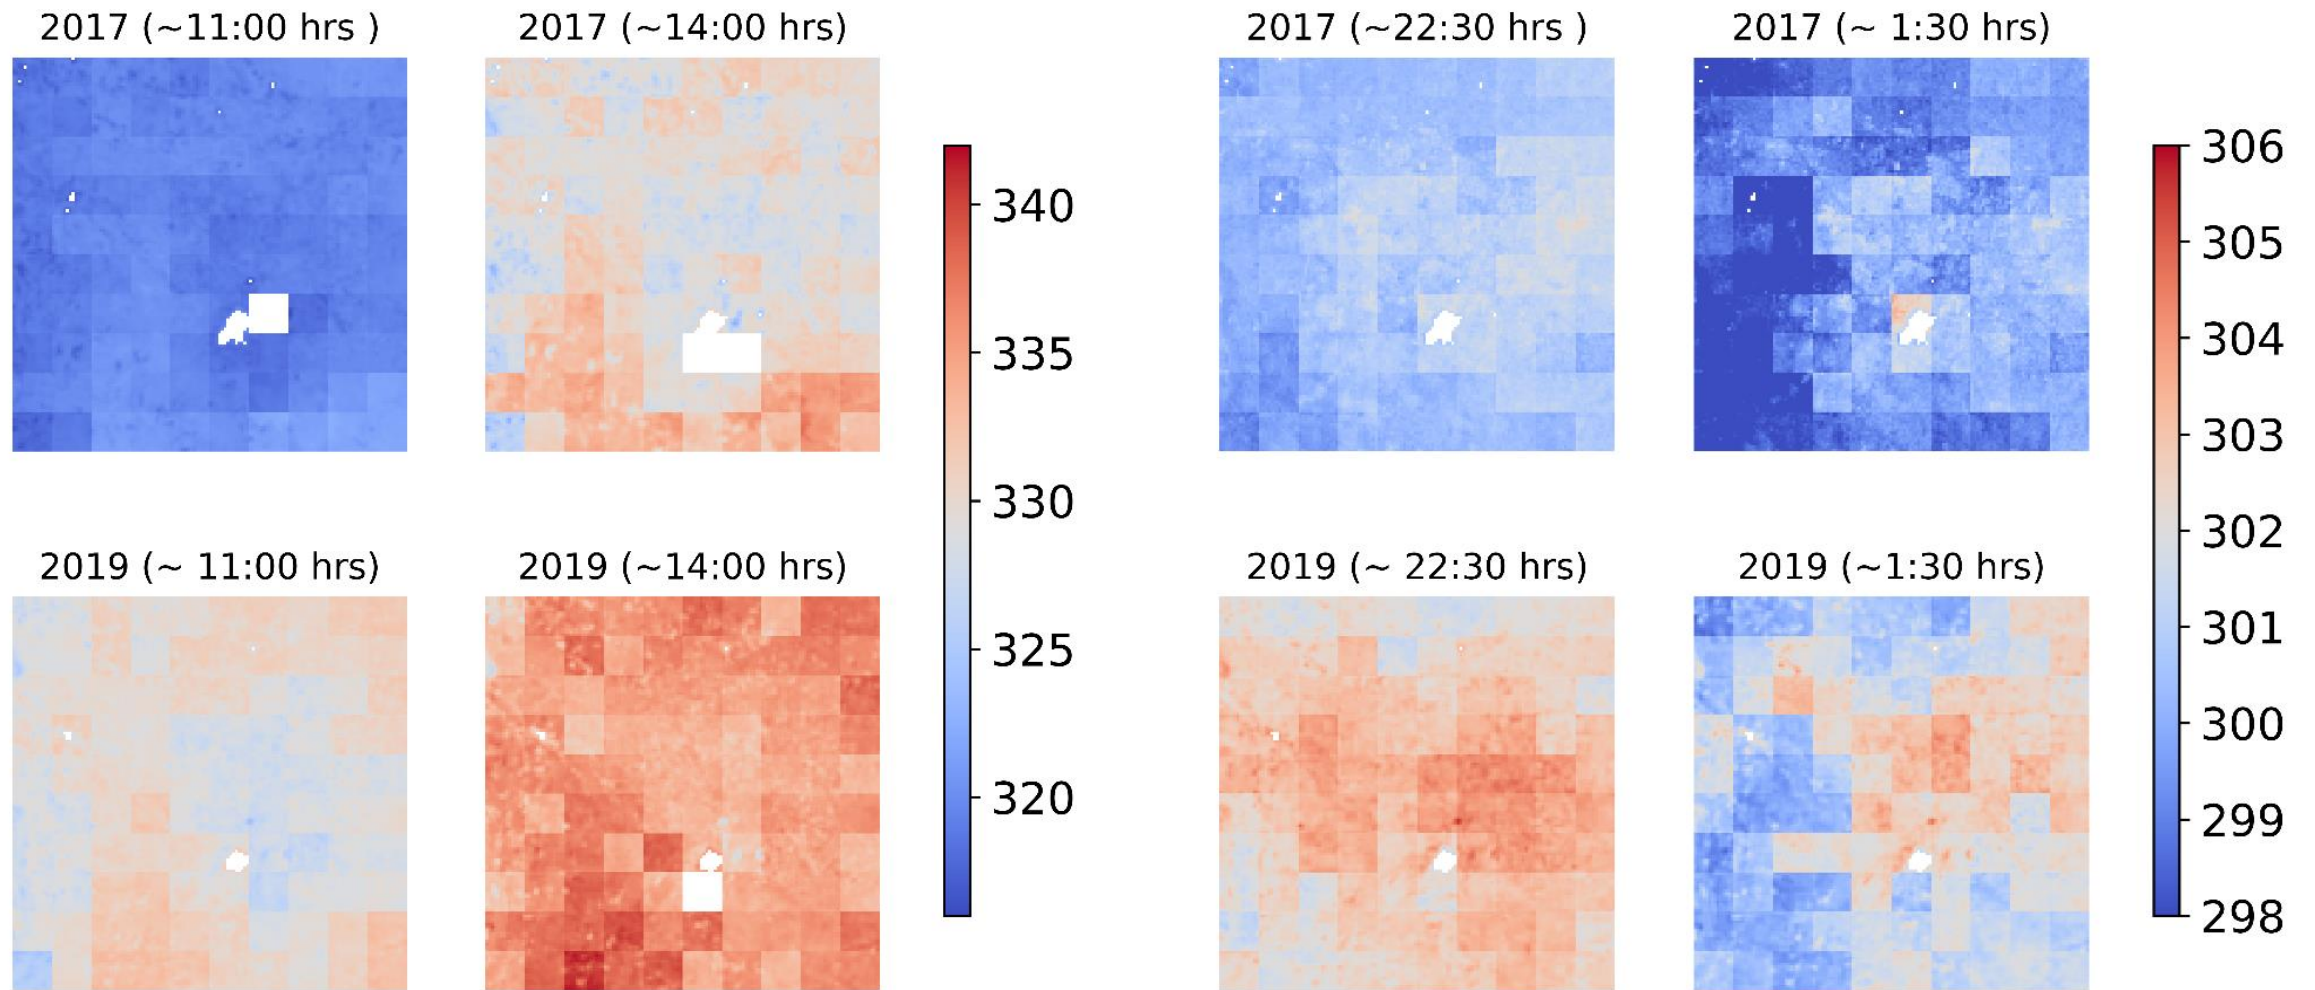 2017 (~11:00 hrs )
2017 (~14:00 hrs)
2017 (~22:30 hrs )
2017 (~ 1:30 hrs)
340
335
330
325
320
306
305
304
303
302
301
300
299
298
2019 (~ 11:00 hrs)
2019 (~14:00 hrs)
2019 (~ 22:30 hrs)
2019 (~1:30 hrs)